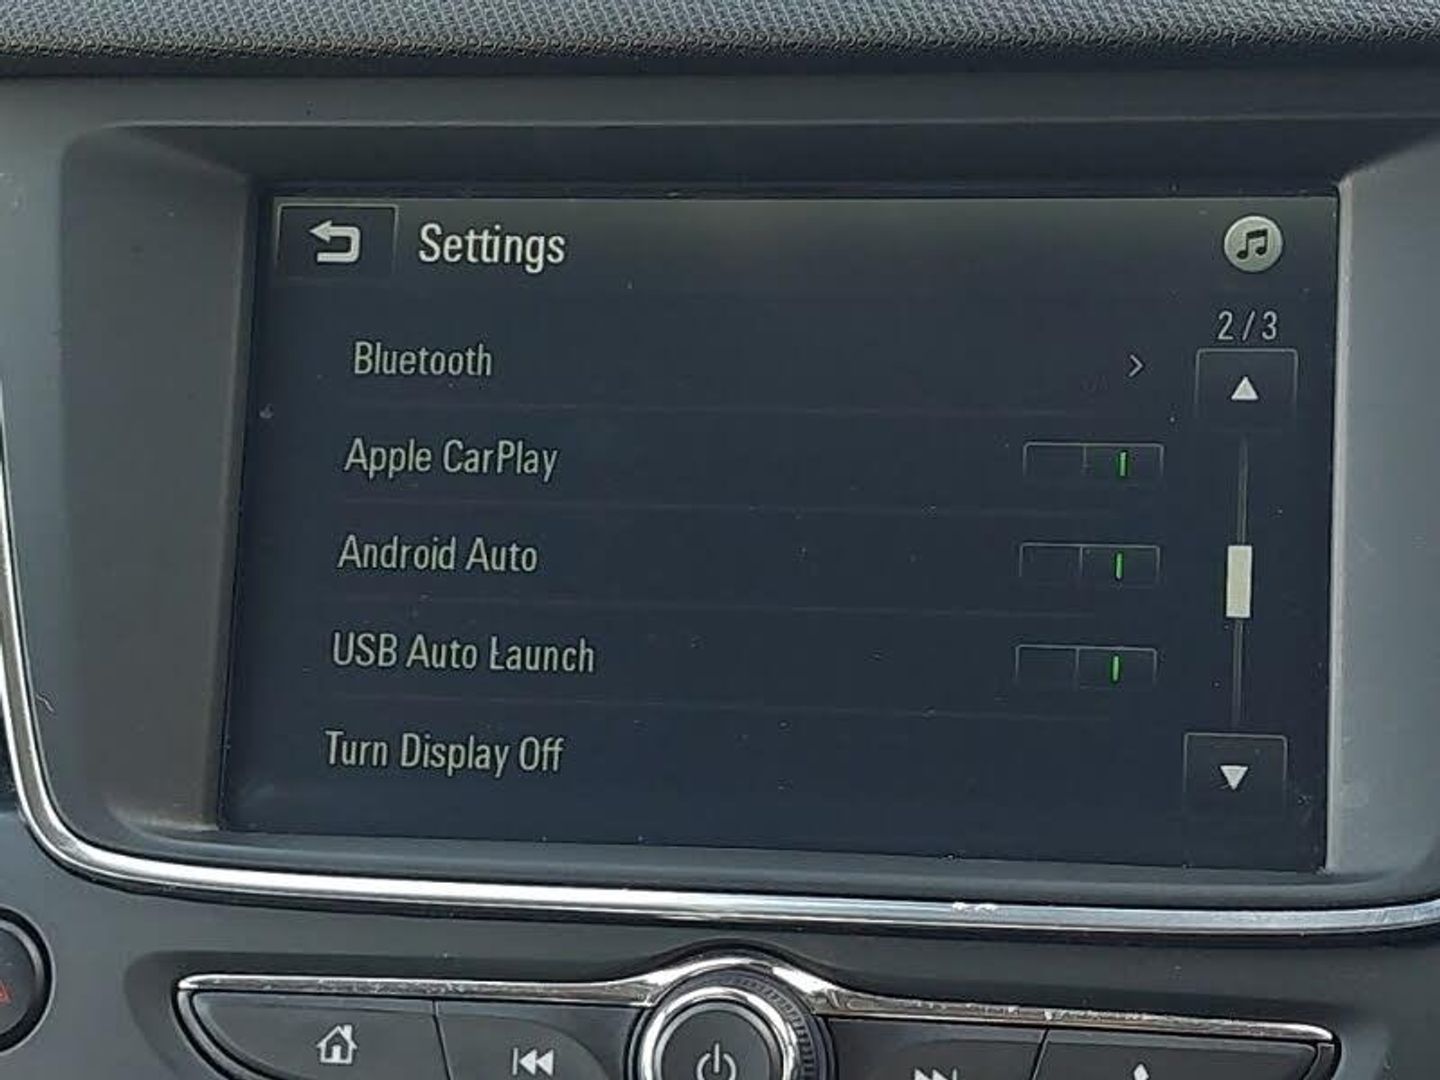 Settings
2 / 3
Bluetooth
Apple CarPlay
Android Auto
USB Auto Launch
Turn Display Off